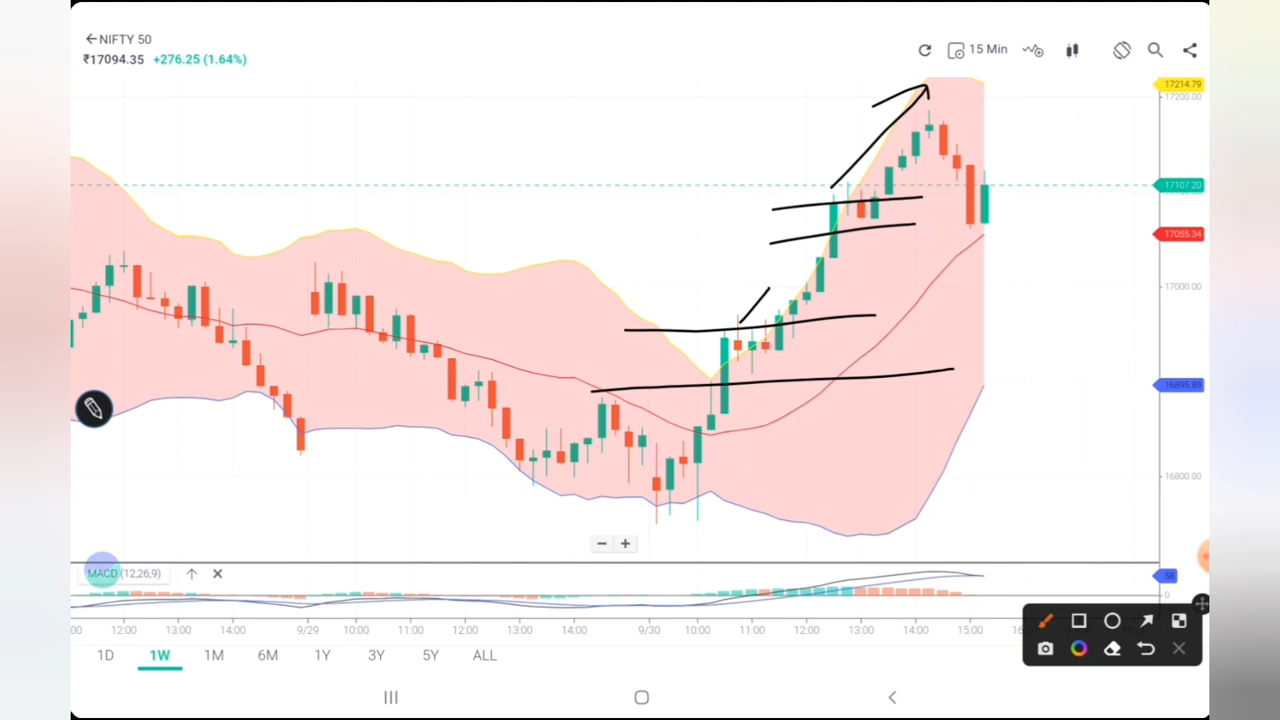 NIFTY 50
₹17094.35 +276.25 (1.64%)
15 Min
17214.79
17200.00
17107.20
17055.34
17000.00
16895.89
16800.00
MACD (12,26,9)
58
0
:00 12:00 13:00 14:00 9/29 10:00 11:00 12:00 13:00 14:00 9/30 10:00 11:00 12:00 13:00 14:00 15:00
1D 1W 1M 6M 1Y 3Y 5Y ALL